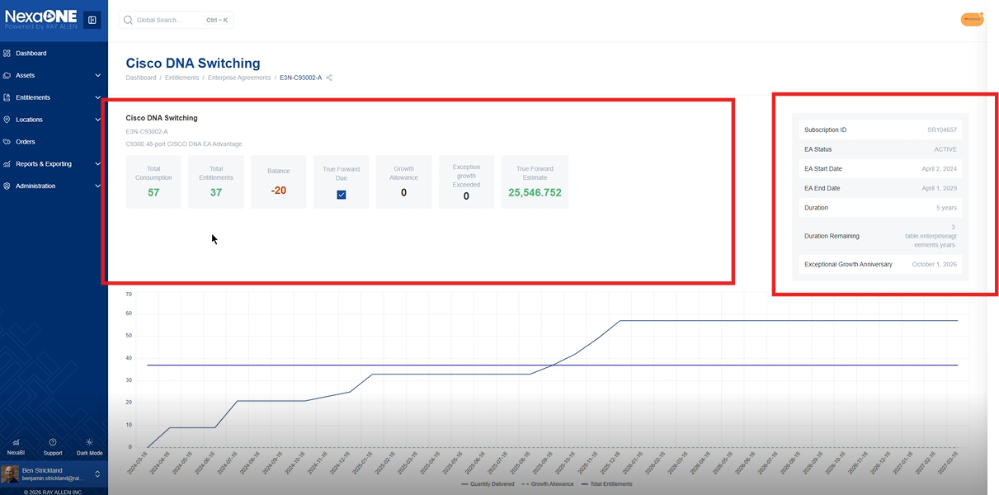 NexaONE
Powered by RAY ALLEN
Global Search...
Ctrl ^ K
Dashboard
Assets
Entitlements
Locations
Orders
Reports & Exporting
Administration
Cisco DNA Switching
Dashboard / Entitlements / Enterprise Agreements / E3N-C93002-A
Cisco DNA Switching
E3N-C93002-A
C9300 48-port CISCO DNA EA Advantage
Total Consumption
57
Total Entitlements
37
Balance
-20
True Forward Due
Growth Allowance
0
Exception growth Exceeded
0
True Forward Estimate
25,546.752
Subscription ID SR104657
EA Status ACTIVE
EA Start Date April 2, 2024
EA End Date April 1, 2029
Duration 5 years
Duration Remaining 3 table.enterpriseagreements.years
Exceptional Growth Anniversary October 1, 2026
70
60
50
40
30
20
10
0
2024-03-16
2024-04-16
2024-05-16
2024-06-16
2024-07-16
2024-08-16
2024-09-16
2024-10-16
2024-11-16
2024-12-16
2025-01-16
2025-02-16
2025-03-16
2025-04-16
2025-05-16
2025-06-16
2025-07-16
2025-08-16
2025-09-16
2025-10-16
2025-11-16
2025-12-16
2026-01-16
2026-02-16
2026-03-16
2026-04-16
2026-05-16
2026-06-16
2026-07-16
2026-08-16
2026-09-16
2026-10-16
2026-11-16
2026-12-16
2027-01-16
2027-02-16
2027-03-16
Quantity Delivered
Growth Allowance
Total Entitlements
NexaBI
Support
Dark Mode
Ben Strickland
benjamin.strickland@rai...
© 2026 RAY ALLEN INC